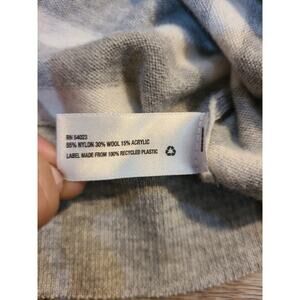 RN 54023
55% NYLON 30% WOOL 15% ACRYLIC
LABEL MADE FROM 100% RECYCLED PLASTIC